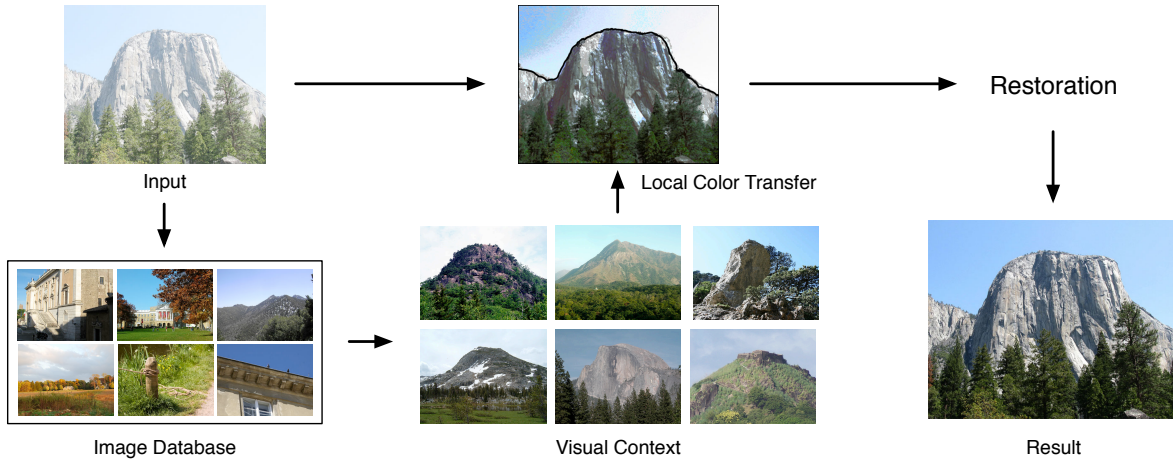 Input
Local Color Transfer
Restoration
Image Database
Visual Context
Result